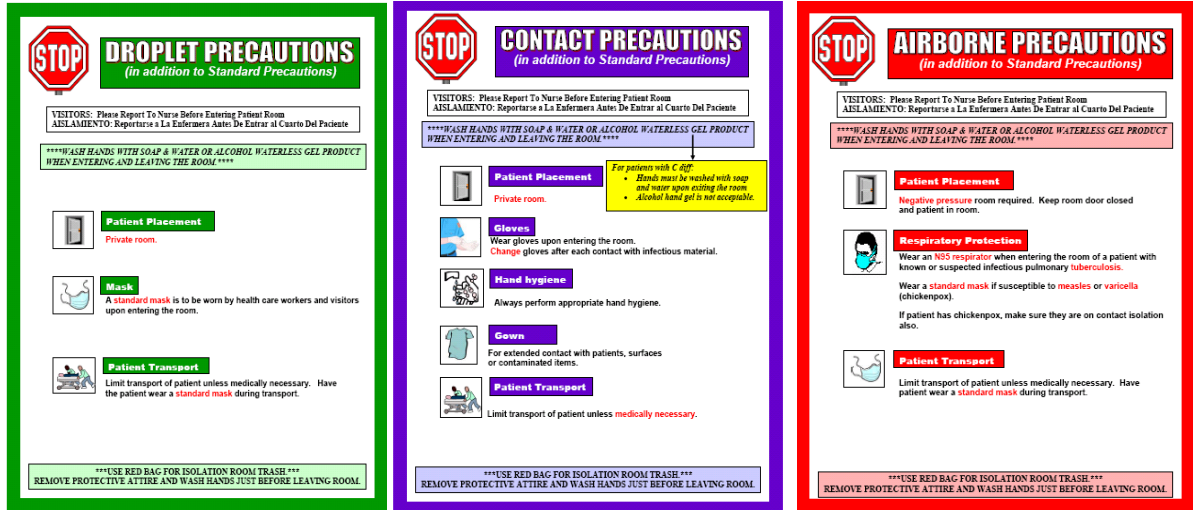 STOP
DROPLET PRECAUTIONS
(in addition to Standard Precautions)
VISITORS: Please Report To Nurse Before Entering Patient Room
AISLAMIENTO: Reportarse a La Enfermera Antes De Entrar al Cuarto Del Paciente
****WASH HANDS WITH SOAP & WATER OR ALCOHOL WATERLESS GEL PRODUCT
WHEN ENTERING AND LEAVING THE ROOM.****
Patient Placement
Private room.
Mask
A standard mask is to be worn by health care workers and visitors
upon entering the room.
Patient Transport
Limit transport of patient unless medically necessary. Have
the patient wear a standard mask during transport.
***USE RED BAG FOR ISOLATION ROOM TRASH.***
REMOVE PROTECTIVE ATTIRE AND WASH HANDS JUST BEFORE LEAVING ROOM.
STOP
CONTACT PRECAUTIONS
(in addition to Standard Precautions)
VISITORS: Please Report To Nurse Before Entering Patient Room
AISLAMIENTO: Reportarse a La Enfermera Antes De Entrar al Cuarto Del Paciente
****WASH HANDS WITH SOAP & WATER OR ALCOHOL WATERLESS GEL PRODUCT
WHEN ENTERING AND LEAVING THE ROOM.****
For patients with C diff:
• Hands must be washed with soap
and water upon exiting the room
• Alcohol hand gel is not acceptable.
Patient Placement
Private room.
Gloves
Wear gloves upon entering the room.
Change gloves after each contact with infectious material.
Hand hygiene
Always perform appropriate hand hygiene.
Gown
For extended contact with patients, surfaces
or contaminated items.
Patient Transport
Limit transport of patient unless medically necessary.
***USE RED BAG FOR ISOLATION ROOM TRASH.***
REMOVE PROTECTIVE ATTIRE AND WASH HANDS JUST BEFORE LEAVING ROOM.
STOP
AIRBORNE PRECAUTIONS
(in addition to Standard Precautions)
VISITORS: Please Report To Nurse Before Entering Patient Room
AISLAMIENTO: Reportarse a La Enfermera Antes De Entrar al Cuarto Del Paciente
****WASH HANDS WITH SOAP & WATER OR ALCOHOL WATERLESS GEL PRODUCT
WHEN ENTERING AND LEAVING THE ROOM.****
Patient Placement
Negative pressure room required. Keep room door closed
and patient in room.
Respiratory Protection
Wear an N95 respirator when entering the room of a patient with
known or suspected infectious pulmonary tuberculosis.
Wear a standard mask if susceptible to measles or varicella
(chickenpox).
If patient has chickenpox, make sure they are on contact isolation
also.
Patient Transport
Limit transport of patient unless medically necessary. Have
patient wear a standard mask during transport.
***USE RED BAG FOR ISOLATION ROOM TRASH.***
REMOVE PROTECTIVE ATTIRE AND WASH HANDS JUST BEFORE LEAVING ROOM.